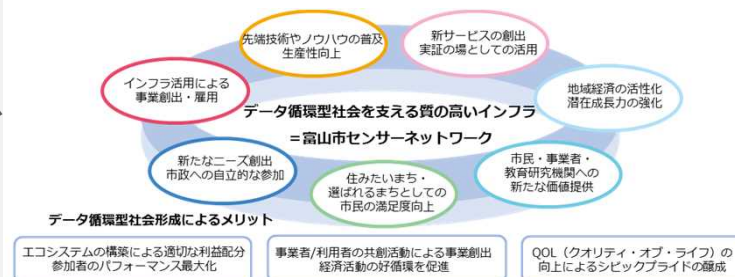 先端技術やノウハウの普及
生産性向上
新サービスの創出
実証の場としての活用
インフラ活用による
事業創出・雇用
地域経済の活性化
潜在成長力の強化
データ循環型社会を支える質の高いインフラ
＝富山市センサーネットワーク
新たなニーズ創出
市政への自立的な参加
住みたいまち・
選ばれるまちとしての
市民の満足度向上
市民・事業者・
教育研究機関への
新たな価値提供
データ循環型社会形成によるメリット
エコシステムの構築による適切な利益配分
参加者のパフォーマンス最大化
事業者/利用者の共創活動による事業創出
経済活動の好循環を促進
QOL（クオリティ・オブ・ライフ）の
向上によるシビックプライドの醸成